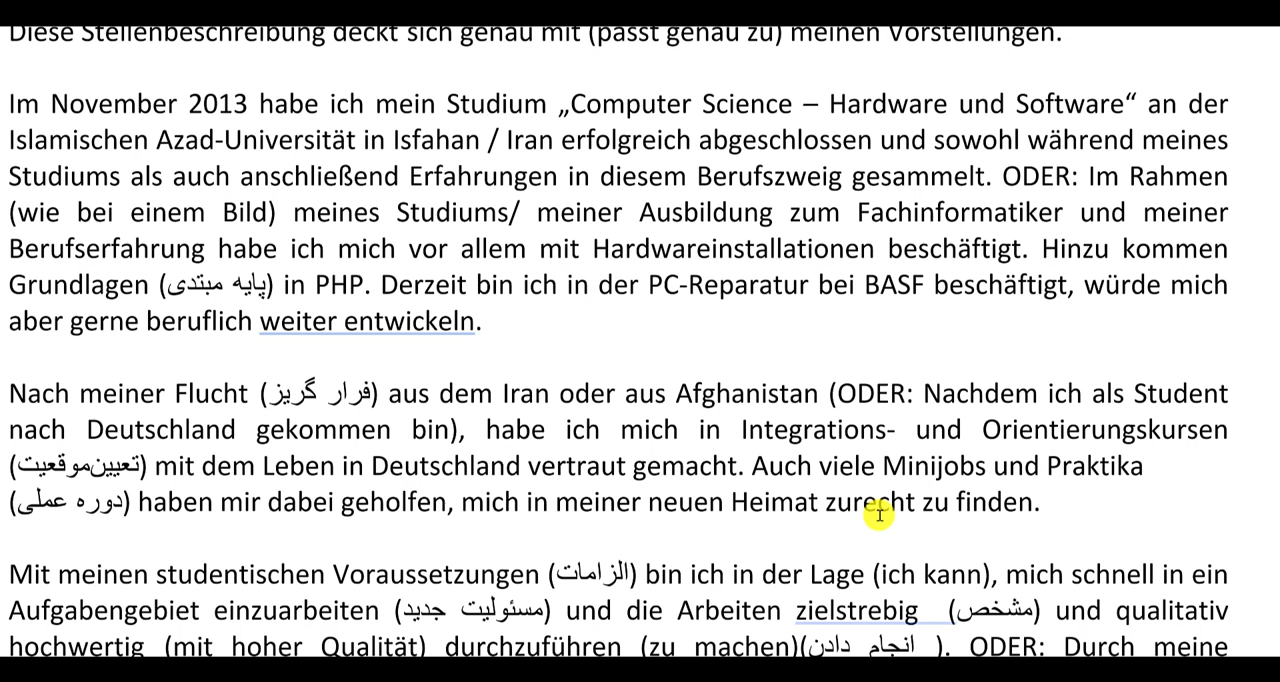 Diese Stellenbeschreibung deckt sich genau mit (passt genau zu) meinen Vorstellungen.
Im November 2013 habe ich mein Studium „Computer Science – Hardware und Software“ an der
Islamischen Azad-Universität in Isfahan / Iran erfolgreich abgeschlossen und sowohl während meines
Studiums als auch anschließend Erfahrungen in diesem Berufszweig gesammelt. ODER: Im Rahmen
(wie bei einem Bild) meines Studiums/ meiner Ausbildung zum Fachinformatiker und meiner
Berufserfahrung habe ich mich vor allem mit Hardwareinstallationen beschäftigt. Hinzu kommen
Grundlagen (پایه مبتدی) in PHP. Derzeit bin ich in der PC-Reparatur bei BASF beschäftigt, würde mich
aber gerne beruflich weiter entwickeln.
Nach meiner Flucht (فرار گریز) aus dem Iran oder aus Afghanistan (ODER: Nachdem ich als Student
nach Deutschland gekommen bin), habe ich mich in Integrations- und Orientierungskursen
(تعیین‌موقعیت) mit dem Leben in Deutschland vertraut gemacht. Auch viele Minijobs und Praktika
(دوره عملی) haben mir dabei geholfen, mich in meiner neuen Heimat zurecht zu finden.
Mit meinen studentischen Voraussetzungen (الزامات) bin ich in der Lage (ich kann), mich schnell in ein
Aufgabengebiet einzuarbeiten (مسئولیت جدید) und die Arbeiten zielstrebig (مشخص) und qualitativ
hochwertig (mit hoher Qualität) durchzuführen (zu machen)(انجام دادن ). ODER: Durch meine